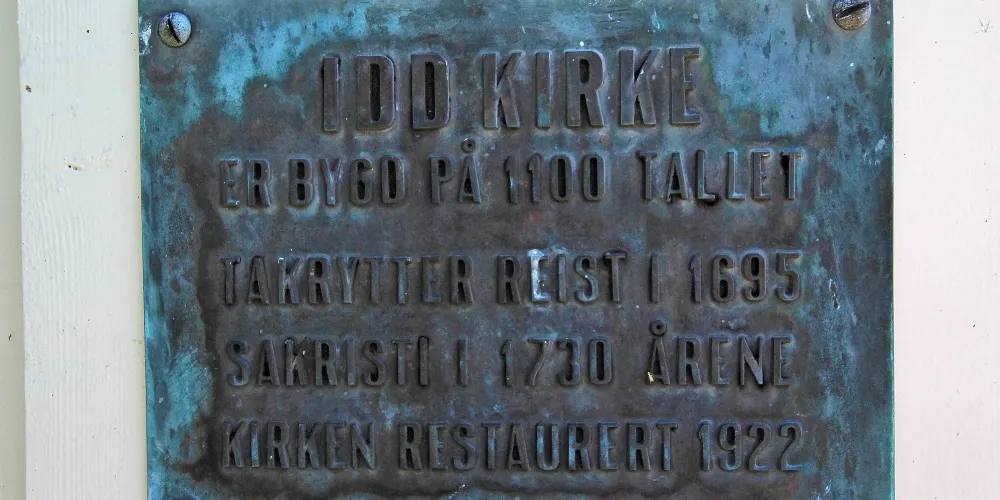 IDD KIRKE
ER BYGD PÅ 1100 TALLET
TAKRYTTER REIST I 1695
SAKRISTI I 1730 ÅRENE
KIRKEN RESTAURERT 1922